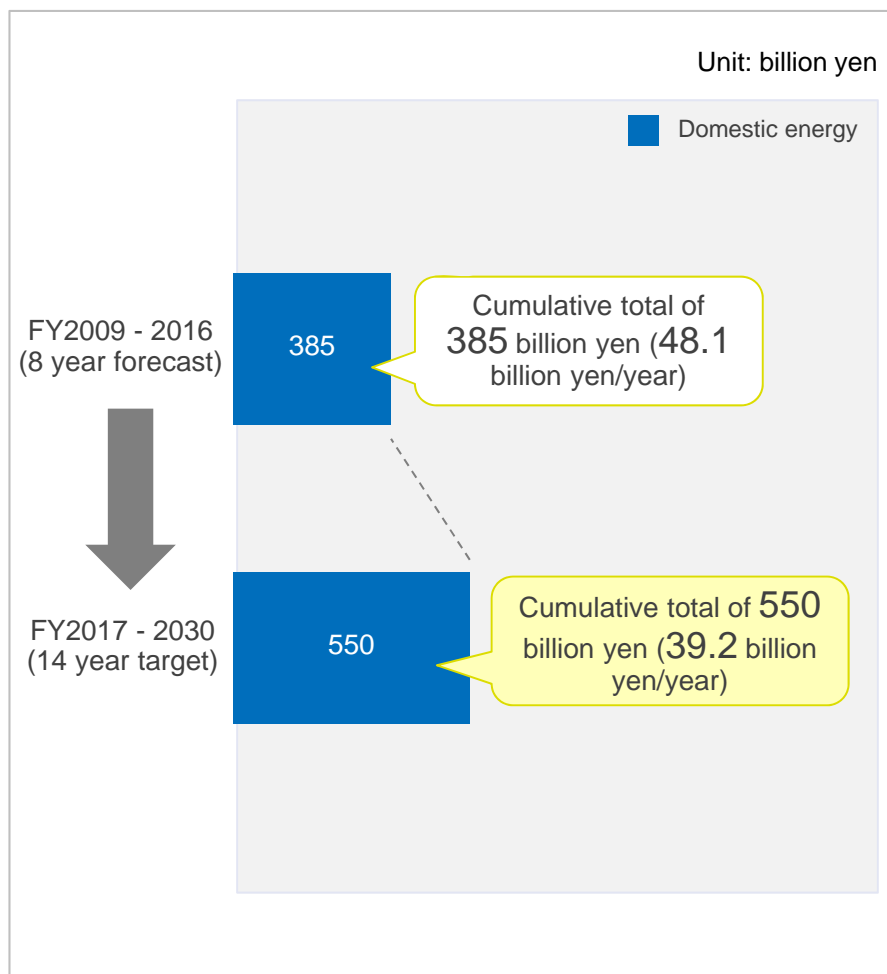 Unit: billion yen
Domestic energy
FY2009 - 2016
(8 year forecast)
385
Cumulative total of
385 billion yen (48.1
billion yen/year)
FY2017 - 2030
(14 year target)
550
Cumulative total of 550
billion yen (39.2 billion
yen/year)